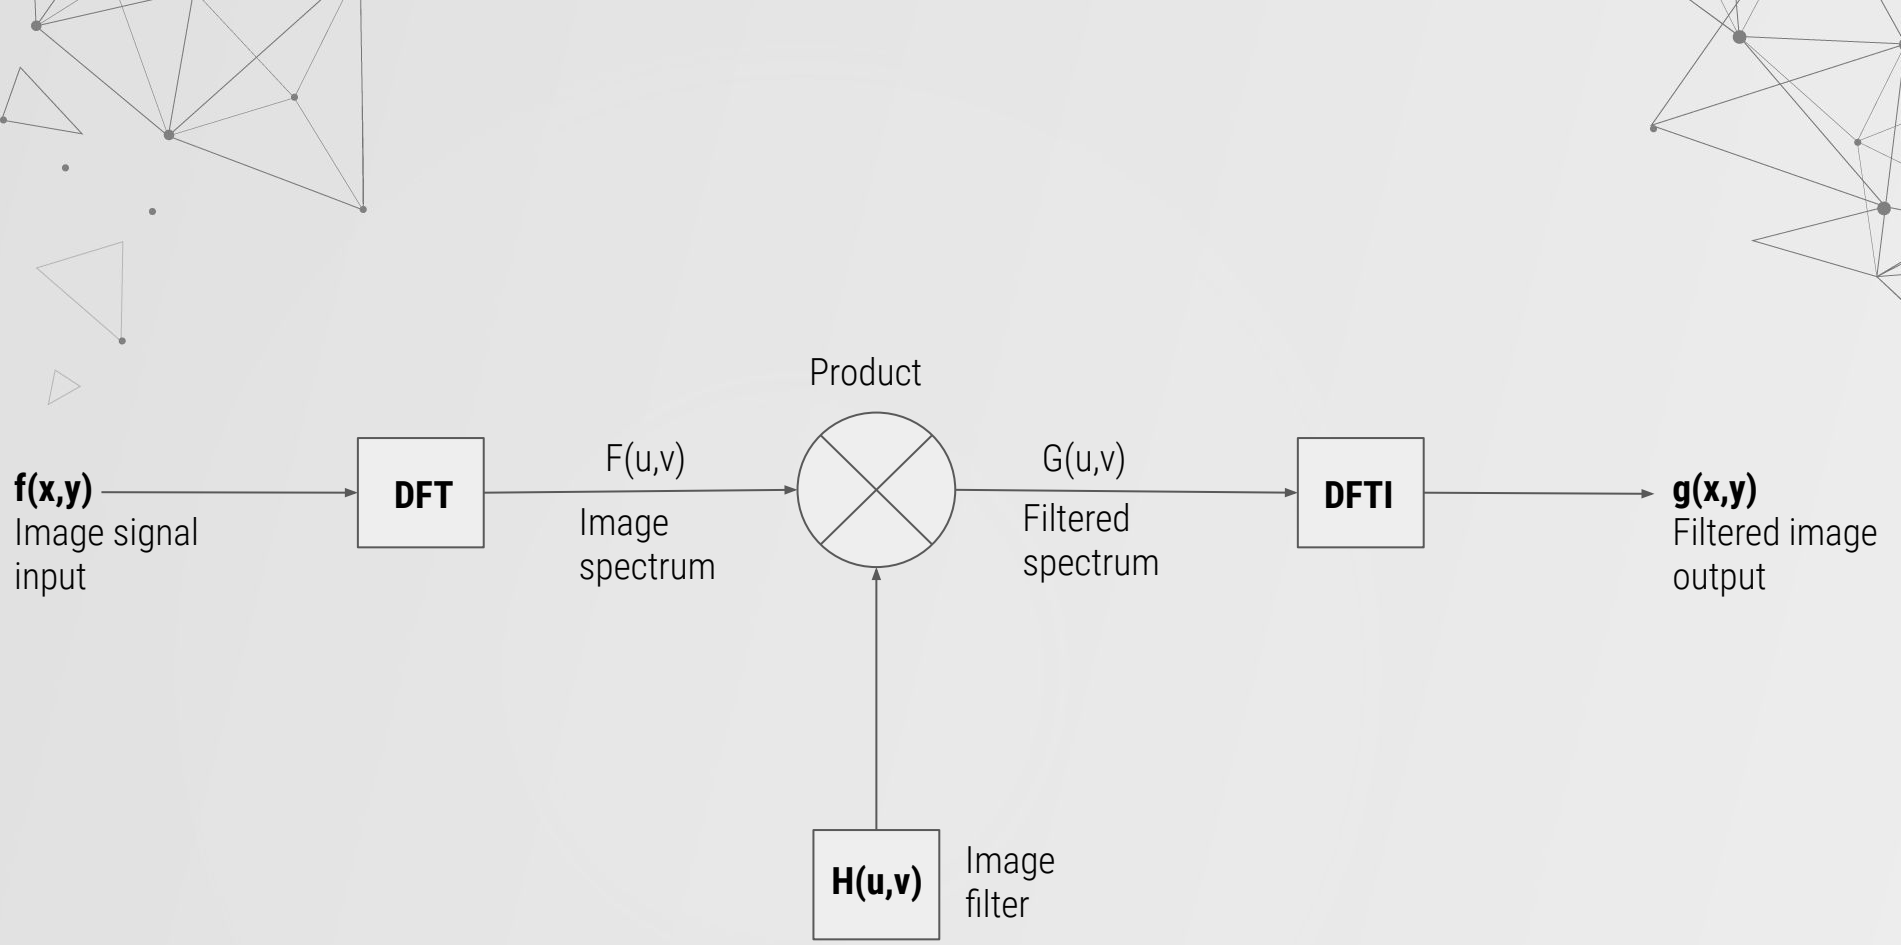 Product
f(x,y)
Image signal
input
DFT
F(u,v)
Image
spectrum
G(u,v)
Filtered
spectrum
DFTI
g(x,y)
Filtered image
output
H(u,v)
Image
filter